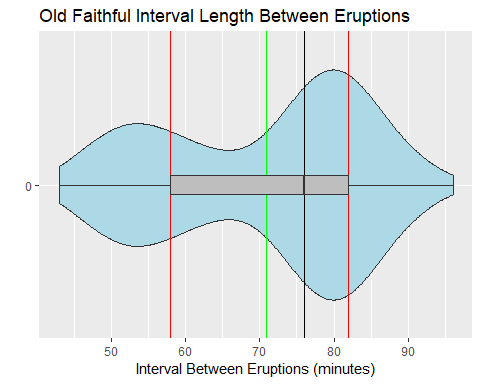 Old Faithful Interval Length Between Eruptions
0
50 60 70 80 90
Interval Between Eruptions (minutes)